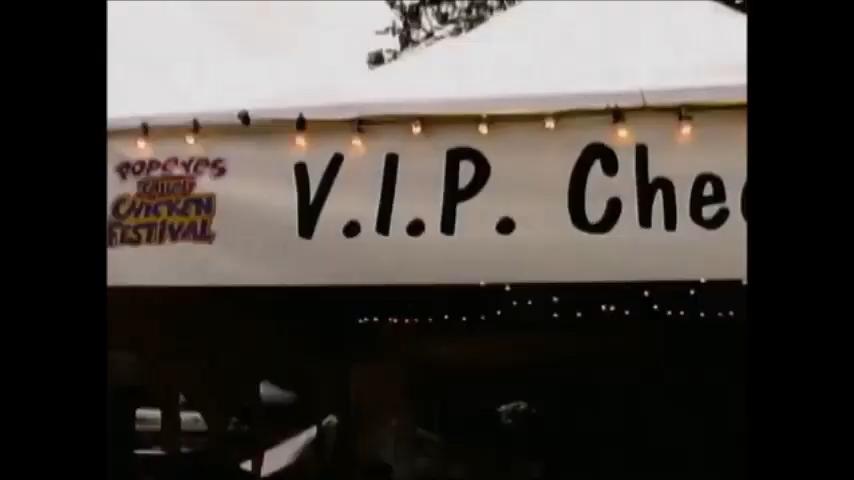 POPEYES
CHICKEN
FESTIVAL
V.I.P. Che